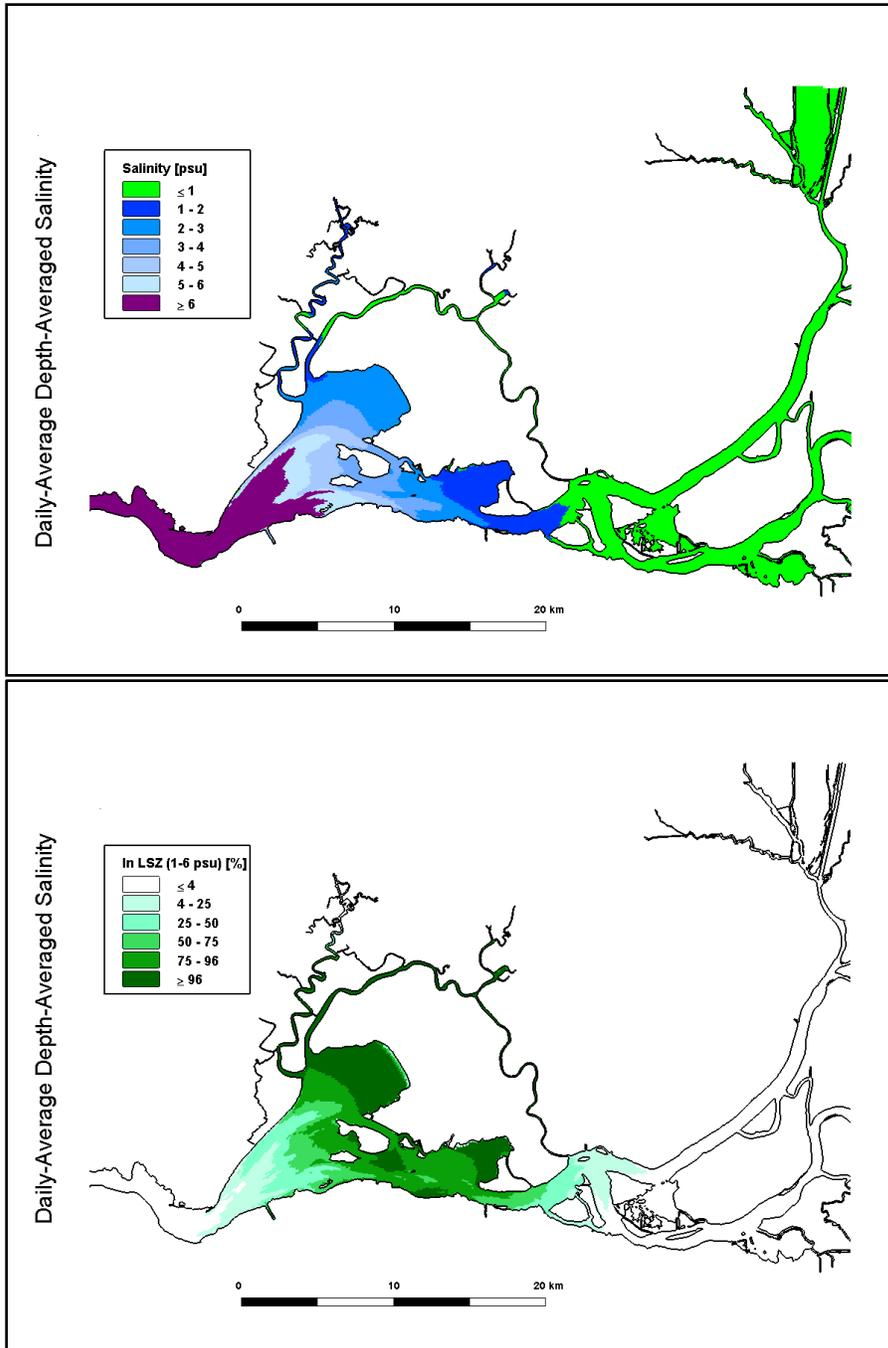 Daily-Average Depth-Averaged Salinity
Salinity [psu]
≤ 1
1 - 2
2 - 3
3 - 4
4 - 5
5 - 6
≥ 6
0 10 20 km
Daily-Average Depth-Averaged Salinity
In LSZ (1-6 psu) [%]
≤ 4
4 - 25
25 - 50
50 - 75
75 - 96
≥ 96
0 10 20 km